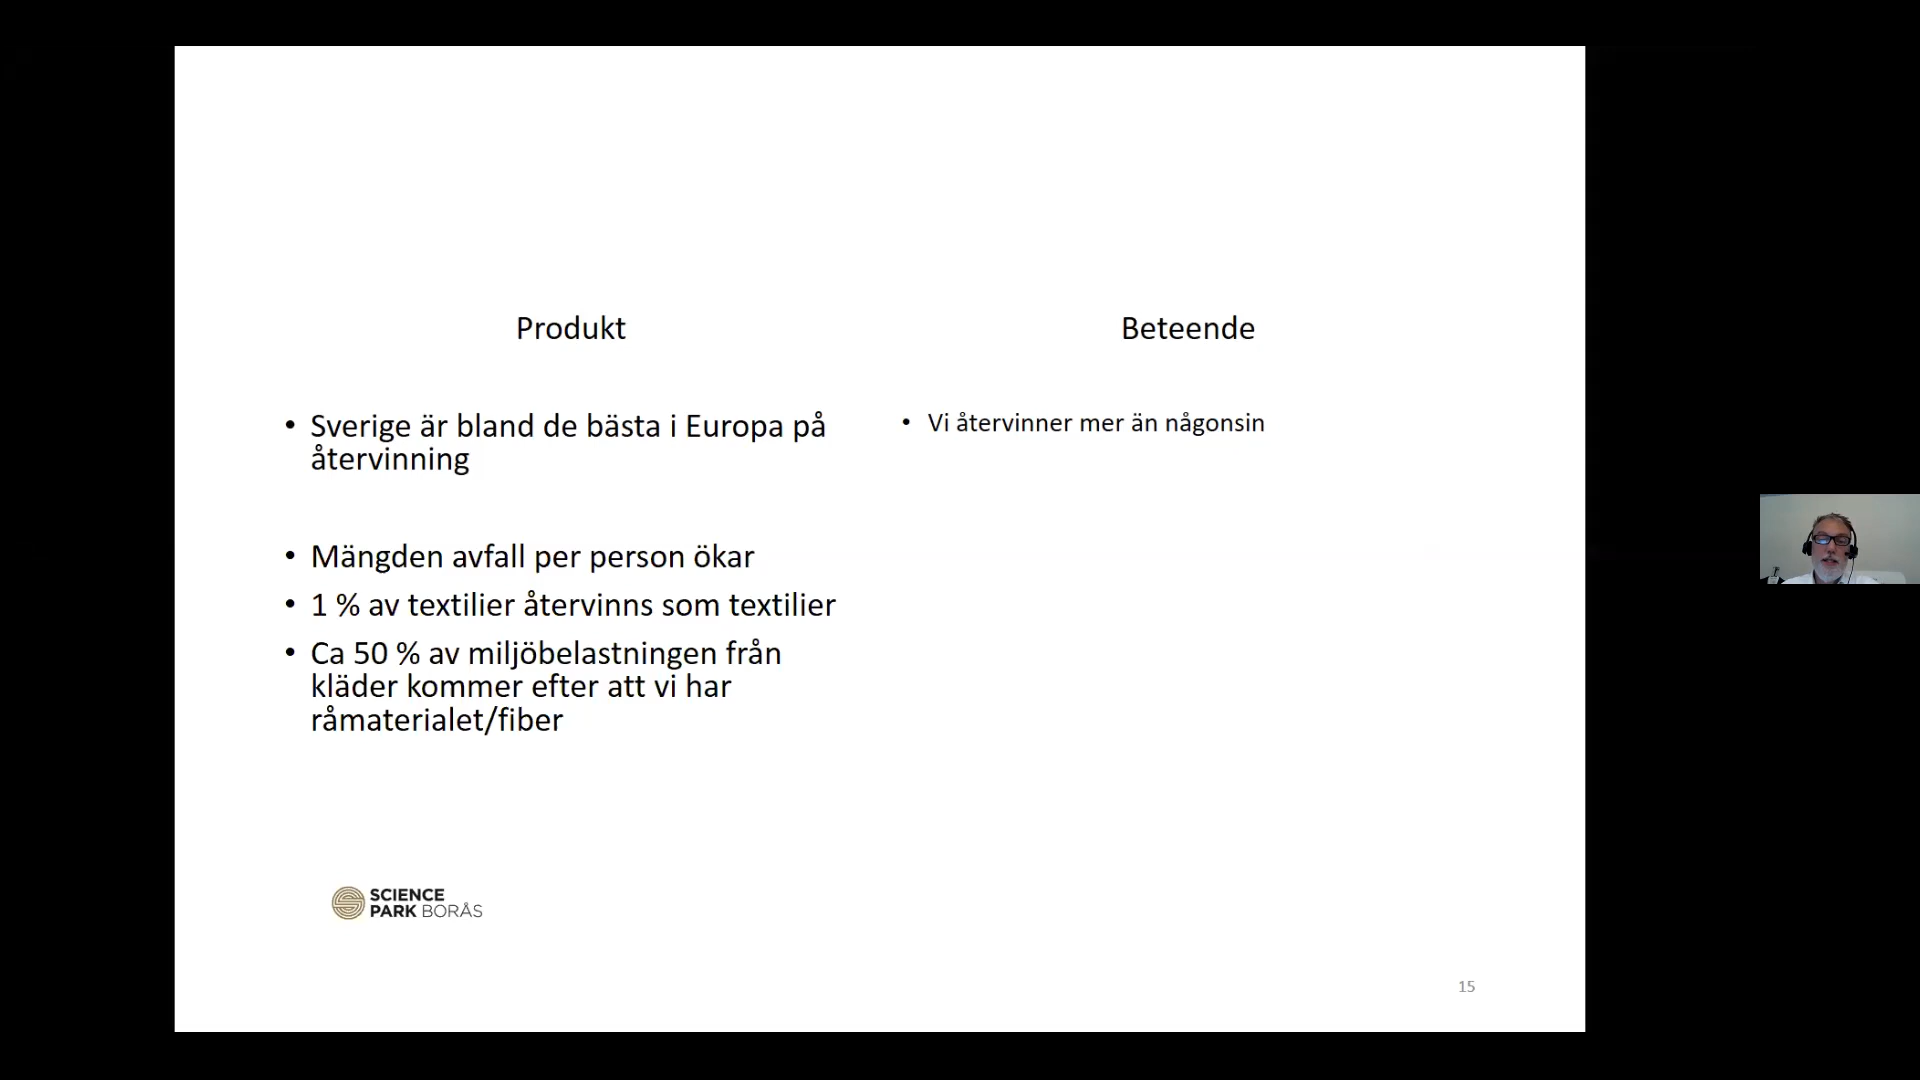 Produkt
• Sverige är bland de bästa i Europa på
återvinning
• Mängden avfall per person ökar
• 1 % av textilier återvinns som textilier
• Ca 50 % av miljöbelastningen från
kläder kommer efter att vi har
råmaterialet/fiber
Beteende
• Vi återvinner mer än någonsin
SCIENCE
PARK BORÅS
15